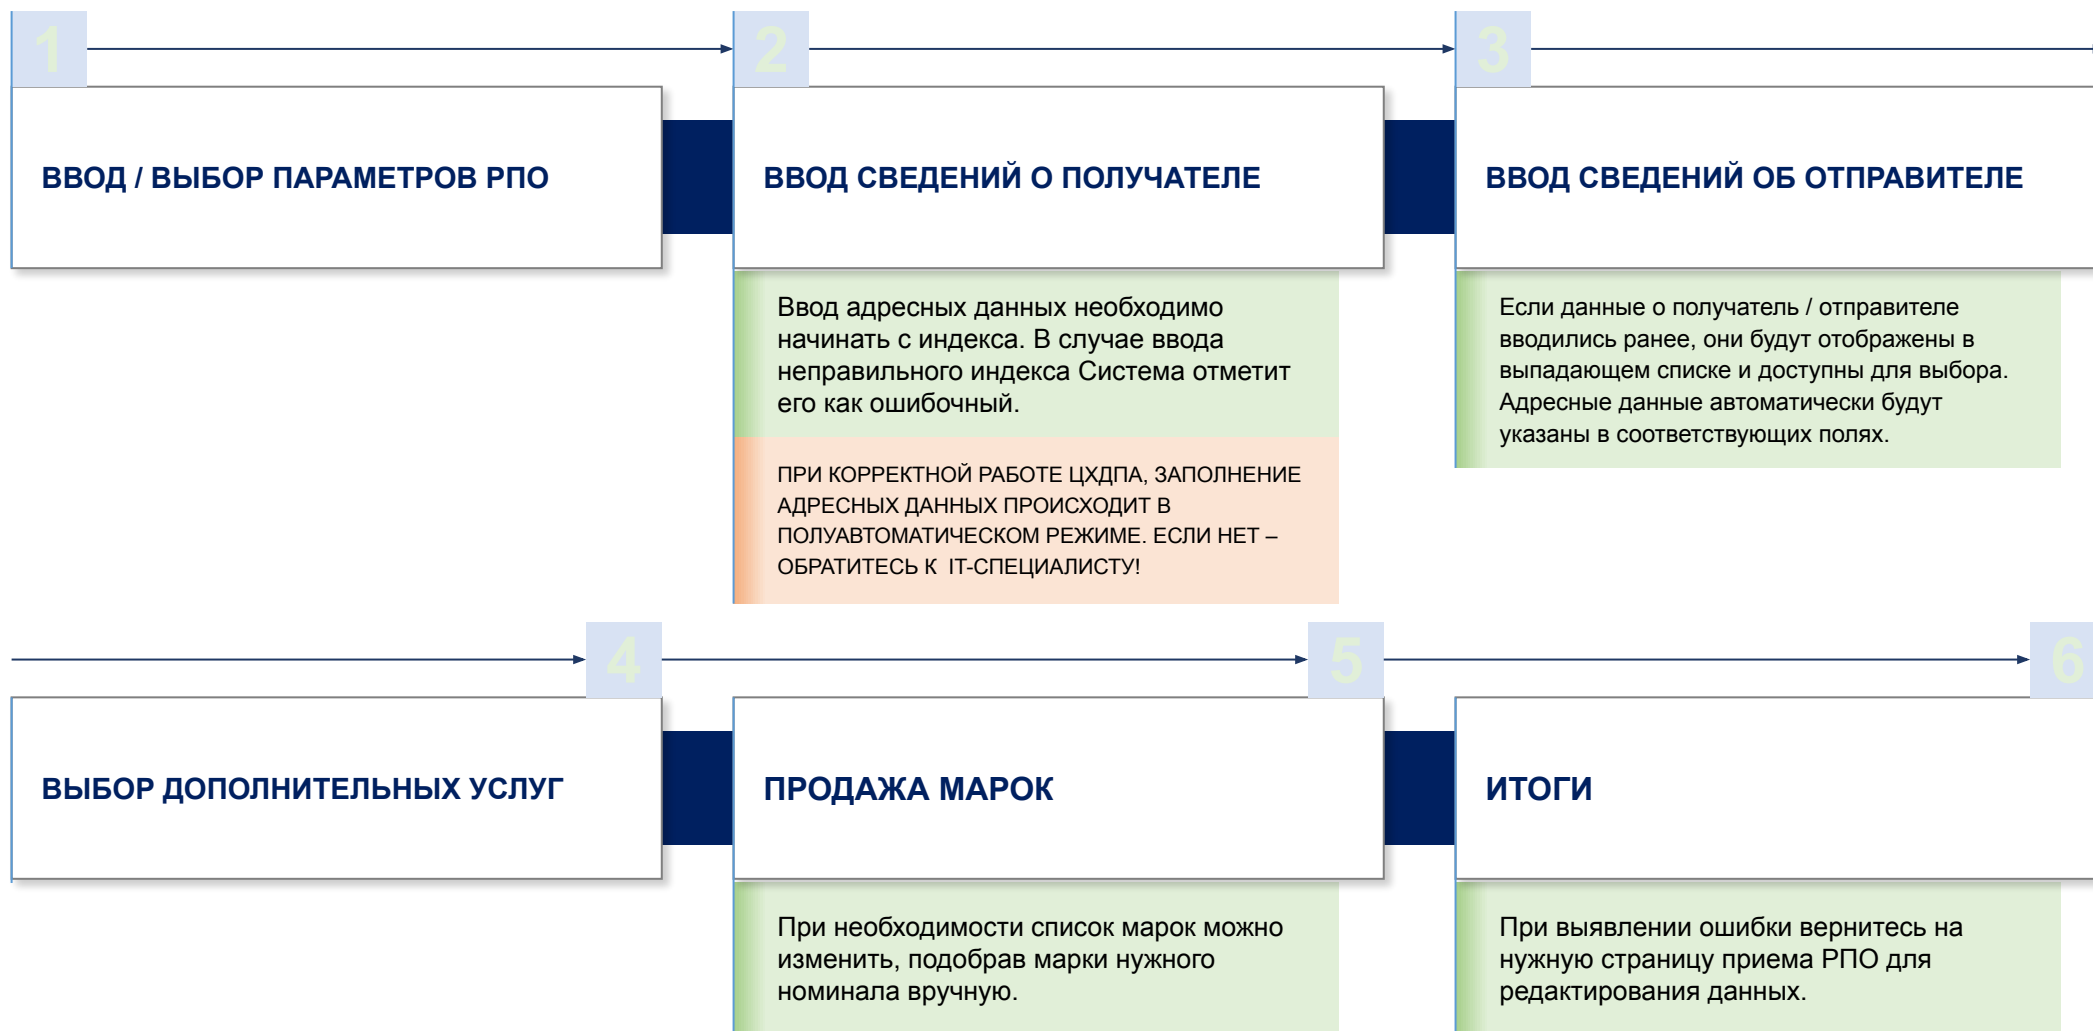 1
2
3
ВВОД / ВЫБОР ПАРАМЕТРОВ РПО
ВВОД СВЕДЕНИЙ О ПОЛУЧАТЕЛЕ
ВВОД СВЕДЕНИЙ ОБ ОТПРАВИТЕЛЕ
Ввод адресных данных необходимо
начинать с индекса. В случае ввода
неправильного индекса Система отметит
его как ошибочный.
ПРИ КОРРЕКТНОЙ РАБОТЕ ЦХДПА, ЗАПОЛНЕНИЕ
АДРЕСНЫХ ДАННЫХ ПРОИСХОДИТ В
ПОЛУАВТОМАТИЧЕСКОМ РЕЖИМЕ. ЕСЛИ НЕТ –
ОБРАТИТЕСЬ К IT-СПЕЦИАЛИСТУ!
Если данные о получатель / отправителе
вводились ранее, они будут отображены в
выпадающем списке и доступны для выбора.
Адресные данные автоматически будут
указаны в соответствующих полях.
4
5
6
ВЫБОР ДОПОЛНИТЕЛЬНЫХ УСЛУГ
ПРОДАЖА МАРОК
ИТОГИ
При необходимости список марок можно
изменить, подобрав марки нужного
номинала вручную.
При выявлении ошибки вернитесь на
нужную страницу приема РПО для
редактирования данных.